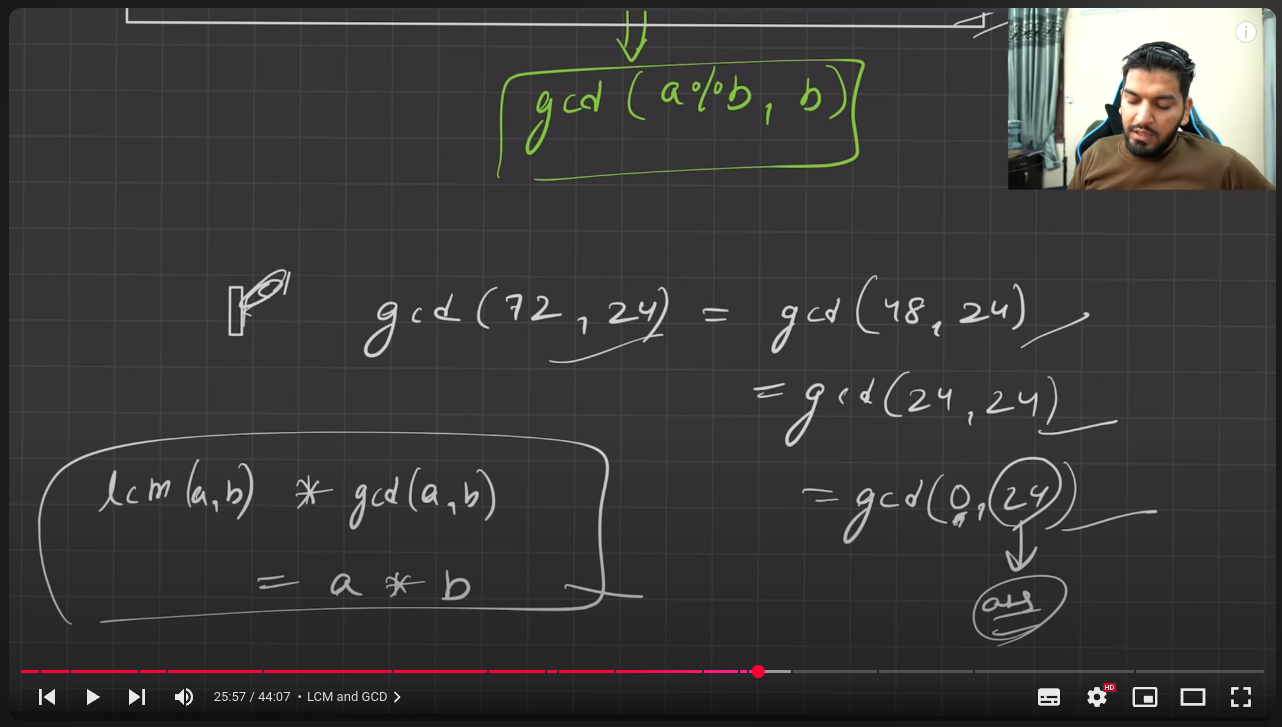 gcd (a%b, b)
gcd (72, 24) = gcd (48, 24)
= gcd (24, 24)
= gcd (0, 24)
ans
lcm (a,b) * gcd (a,b)
= a * b
25:57 / 44:07 • LCM and GCD
HD